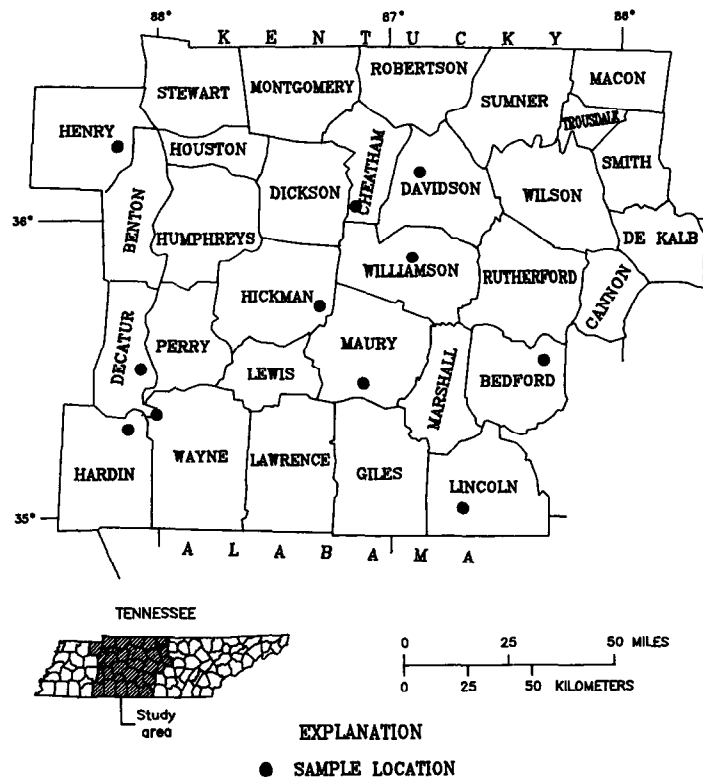 88° 87° 86°
K E N T U C K Y
STEWART MONTGOMERY ROBERTSON SUMNER MACON
TROUSDALE
HENRY HOUSTON DICKSON CHEATHAM DAVIDSON WILSON SMITH
36°
BENTON HUMPHREYS WILLIAMSON RUTHERFORD CANNON DE KALB
HICKMAN
DECATUR PERRY LEWIS MAURY MARSHALL BEDFORD
HARDIN WAYNE LAWRENCE GILES LINCOLN
35°
A L A B A M A
TENNESSEE
Study
area
0 25 50 MILES
0 25 50 KILOMETERS
EXPLANATION
SAMPLE LOCATION